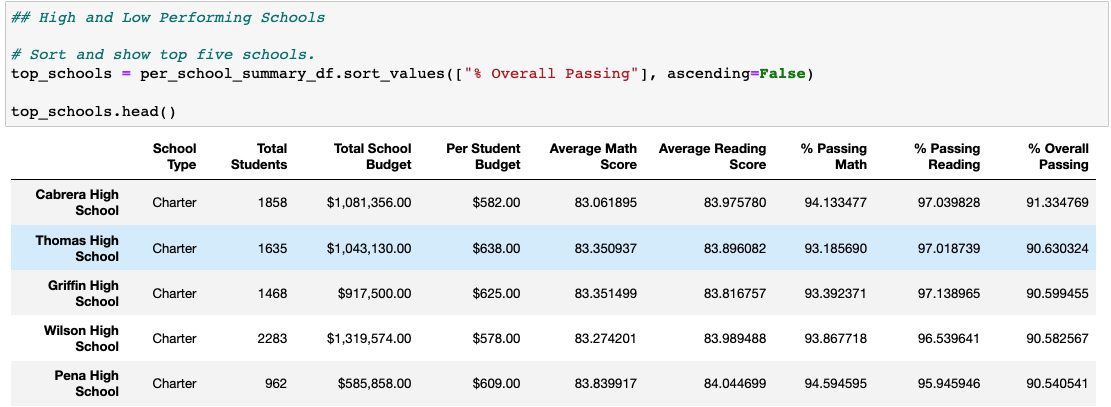 ## High and Low Performing Schools
# Sort and show top five schools.
top_schools = per_school_summary_df.sort_values(["% Overall Passing"], ascending=False)
top_schools.head()
School Type Total Students Total School Budget Per Student Budget Average Math Score Average Reading Score % Passing Math % Passing Reading % Overall Passing
Cabrera High School Charter 1858 $1,081,356.00 $582.00 83.061895 83.975780 94.133477 97.039828 91.334769
Thomas High School Charter 1635 $1,043,130.00 $638.00 83.350937 83.896082 93.185690 97.018739 90.630324
Griffin High School Charter 1468 $917,500.00 $625.00 83.351499 83.816757 93.392371 97.138965 90.599455
Wilson High School Charter 2283 $1,319,574.00 $578.00 83.274201 83.989488 93.867718 96.539641 90.582567
Pena High School Charter 962 $585,858.00 $609.00 83.839917 84.044699 94.594595 95.945946 90.540541